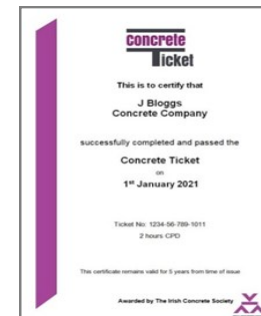 concrete
Ticket
This is to certify that
J Bloggs
Concrete Company
successfully completed and passed the
Concrete Ticket
on
1st January 2021
Ticket No: 1234-56-789-1011
2 hours CPD
This certificate remains valid for 5 years from time of issue
Awarded by The Irish Concrete Society